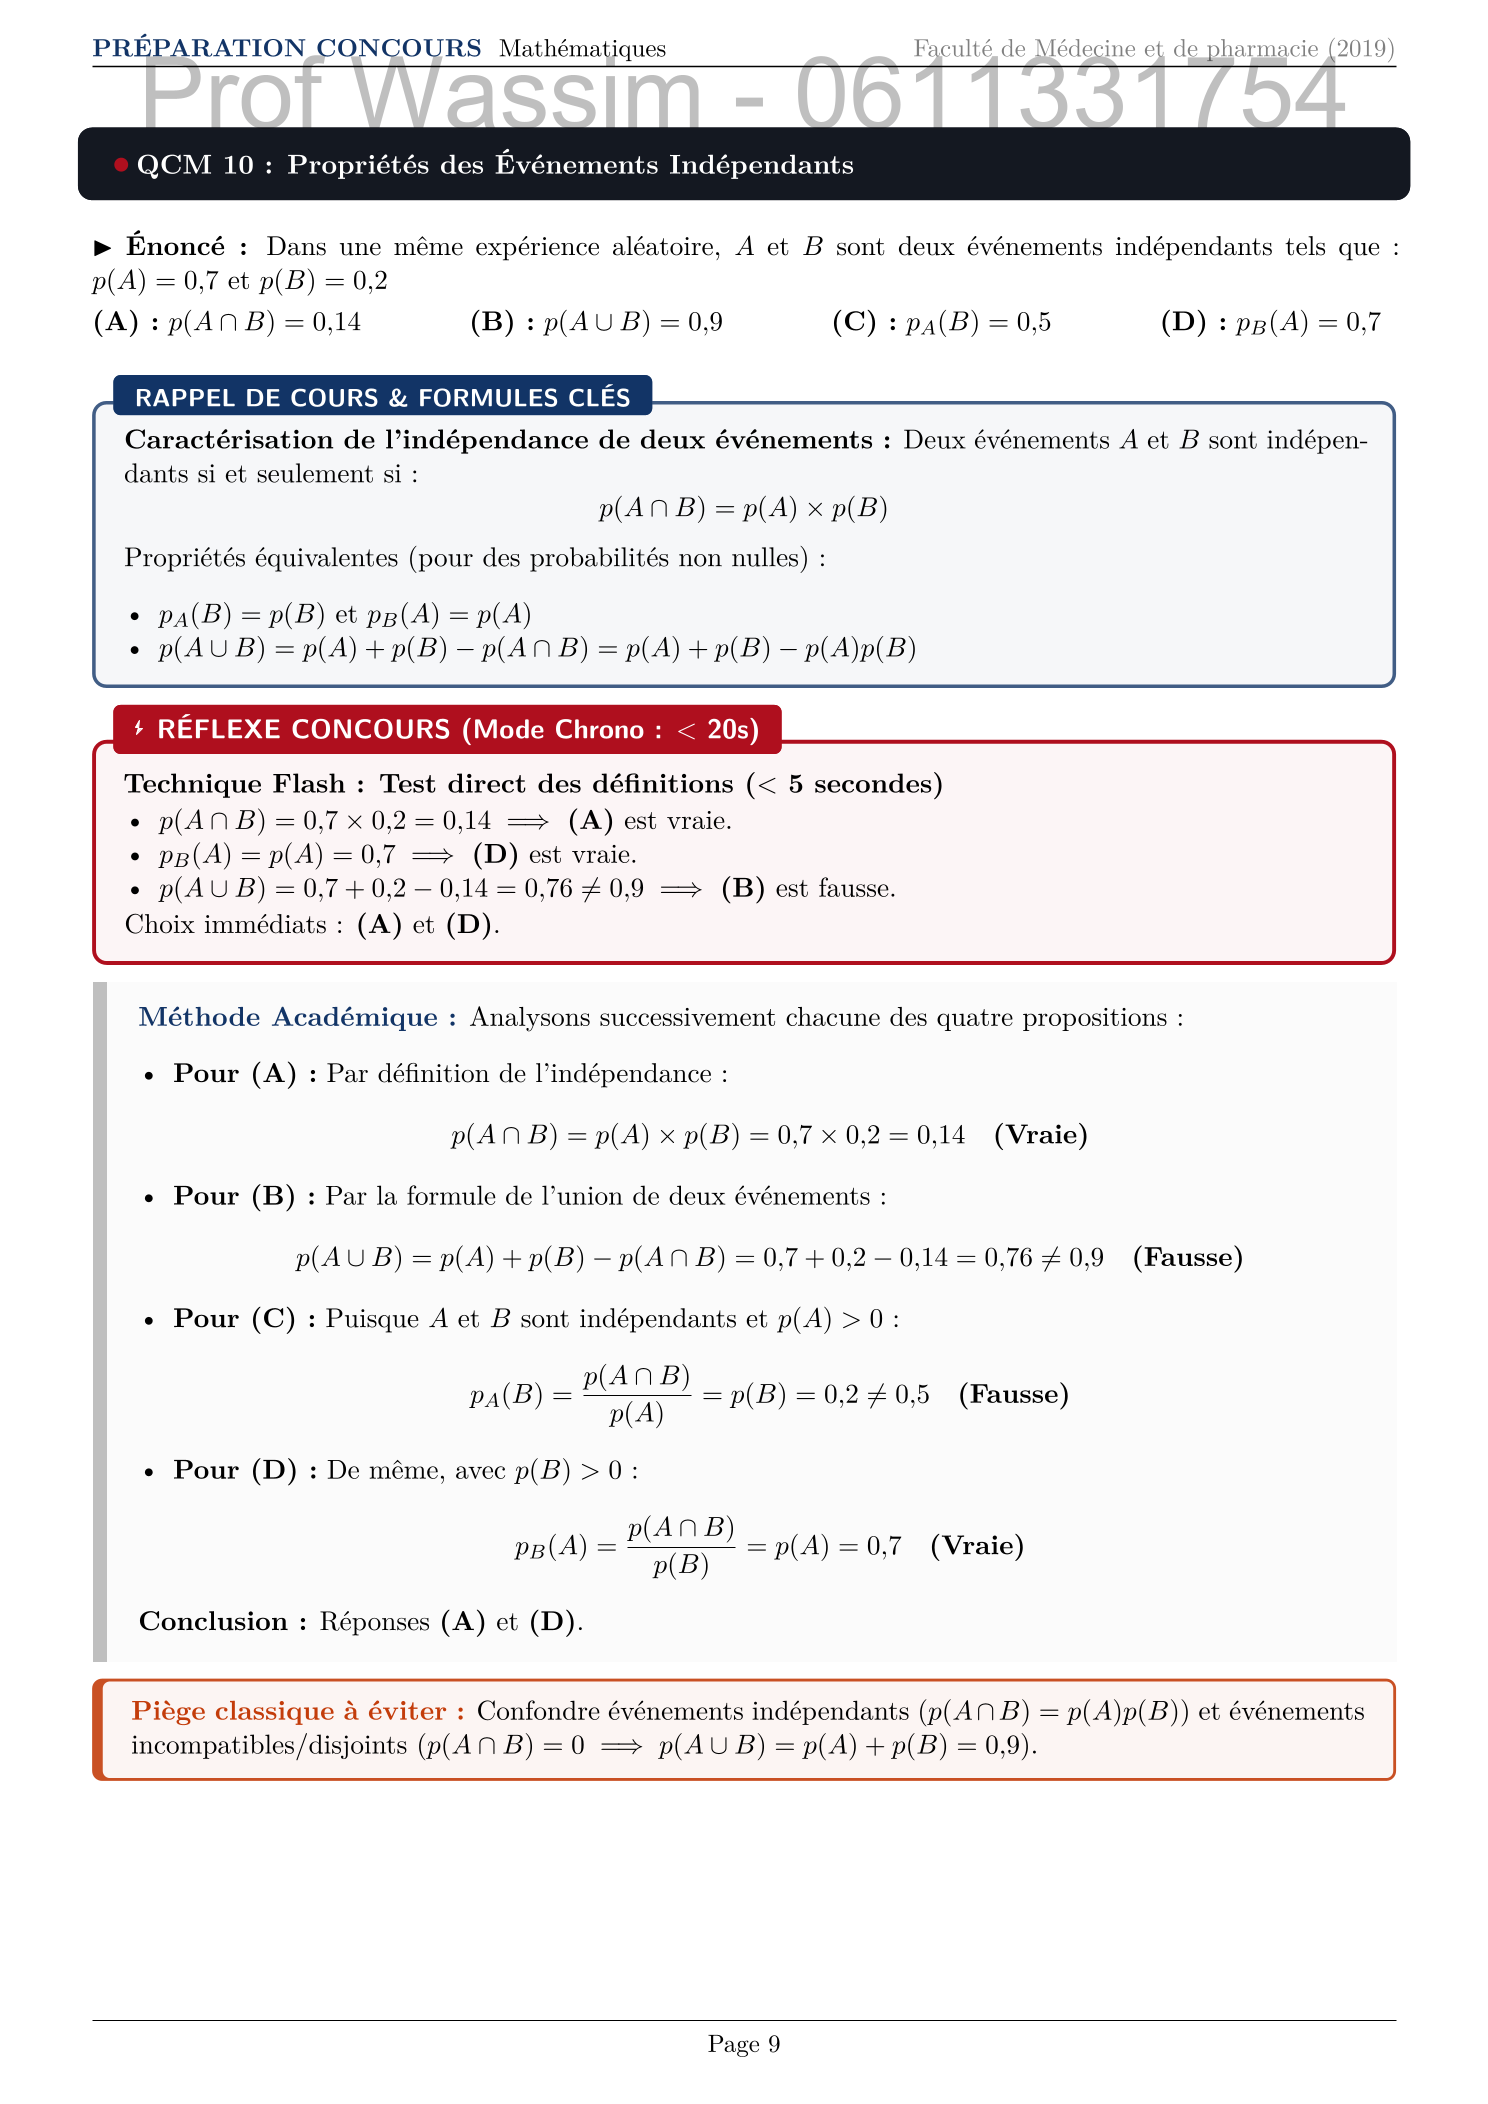 PRÉPARATION CONCOURS Mathématiques Faculté de Médecine et de pharmacie (2019)
Prof Wassim - 0611331754
• QCM 10 : Propriétés des Événements Indépendants
▶ Énoncé : Dans une même expérience aléatoire, A et B sont deux événements indépendants tels que :
p(A) = 0,7 et p(B) = 0,2
(A) : p(A ∩ B) = 0,14 (B) : p(A ∪ B) = 0,9 (C) : p_A(B) = 0,5 (D) : p_B(A) = 0,7
RAPPEL DE COURS & FORMULES CLÉS
Caractérisation de l'indépendance de deux événements : Deux événements A et B sont indépen-
dants si et seulement si :
p(A ∩ B) = p(A) × p(B)
Propriétés équivalentes (pour des probabilités non nulles) :
• p_A(B) = p(B) et p_B(A) = p(A)
• p(A ∪ B) = p(A) + p(B) − p(A ∩ B) = p(A) + p(B) − p(A)p(B)
⚡ RÉFLEXE CONCOURS (Mode Chrono : < 20s)
Technique Flash : Test direct des définitions (< 5 secondes)
• p(A ∩ B) = 0,7 × 0,2 = 0,14 ⟹ (A) est vraie.
• p_B(A) = p(A) = 0,7 ⟹ (D) est vraie.
• p(A ∪ B) = 0,7 + 0,2 − 0,14 = 0,76 ≠ 0,9 ⟹ (B) est fausse.
Choix immédiats : (A) et (D).
Méthode Académique : Analysons successivement chacune des quatre propositions :
• Pour (A) : Par définition de l'indépendance :
p(A ∩ B) = p(A) × p(B) = 0,7 × 0,2 = 0,14 (Vraie)
• Pour (B) : Par la formule de l'union de deux événements :
p(A ∪ B) = p(A) + p(B) − p(A ∩ B) = 0,7 + 0,2 − 0,14 = 0,76 ≠ 0,9 (Fausse)
• Pour (C) : Puisque A et B sont indépendants et p(A) > 0 :
p_A(B) = p(A ∩ B) / p(A) = p(B) = 0,2 ≠ 0,5 (Fausse)
• Pour (D) : De même, avec p(B) > 0 :
p_B(A) = p(A ∩ B) / p(B) = p(A) = 0,7 (Vraie)
Conclusion : Réponses (A) et (D).
Piège classique à éviter : Confondre événements indépendants (p(A ∩ B) = p(A)p(B)) et événements
incompatibles/disjoints (p(A ∩ B) = 0 ⟹ p(A ∪ B) = p(A) + p(B) = 0,9).
Page 9